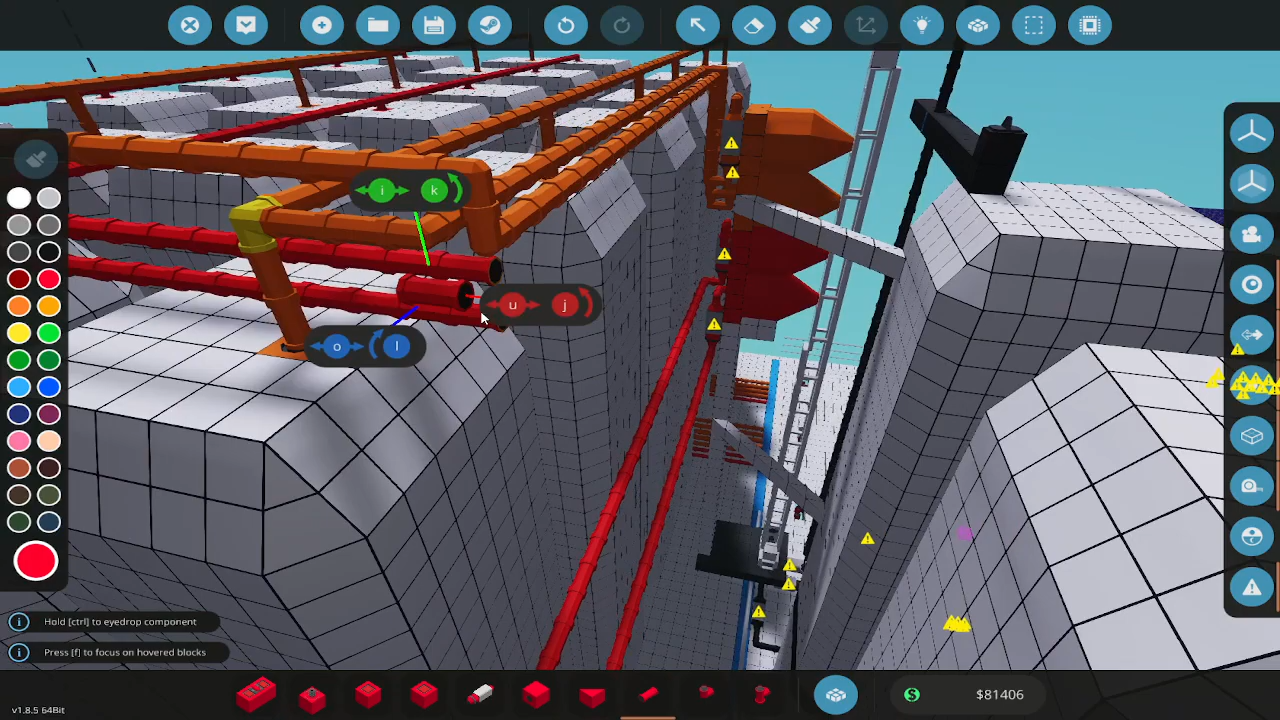 i k
u j
o l
Hold [ctrl] to eyedrop component
Press [f] to focus on hovered blocks
v1.8.5 64Bit
$ $81406